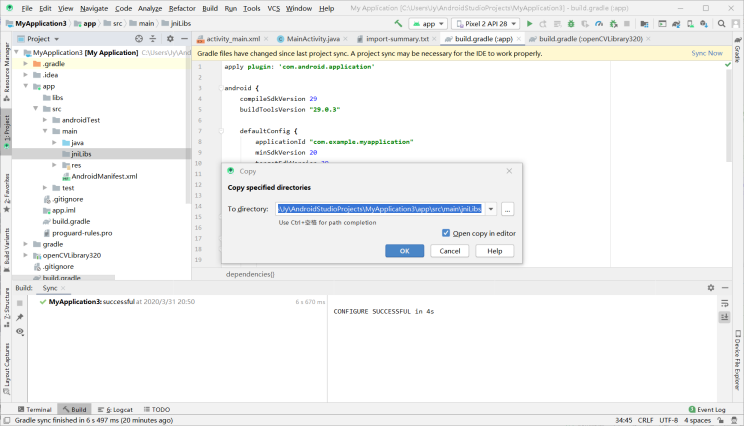 File Edit View Navigate Code Analyze Refactor Build Run Tools VCS Window Help My Application [C:\Users\Jy\AndroidStudioProjects\MyApplication3] - build.gradle (:app)
MyApplication3 app src main jniLibs app Pixel 2 API 28
Project activity_main.xml MainActivity.java import-summary.txt build.gradle (:app) build.gradle (:openCVLibrary320)
Gradle files have changed since last project sync. A project sync may be necessary for the IDE to work properly. Sync Now
Resource Manager
1: Project
2: Favorites
Build Variants
7: Structure
Layout Captures
Gradle
Device File Explorer
MyApplication3 [My Application] C:\Users\Jy\And
.gradle
.idea
app
libs
src
androidTest
main
java
jniLibs
res
AndroidManifest.xml
test
.gitignore
app.iml
build.gradle
proguard-rules.pro
gradle
openCVLibrary320
.gitignore
build.gradle
1 apply plugin: 'com.android.application'
2
3 android {
4 compileSdkVersion 29
5 buildToolsVersion "29.0.3"
6
7 defaultConfig {
8 applicationId "com.example.myapplication"
9 minSdkVersion 20
10
11
12
13
14
15
16
17
18
19
dependencies{}
Copy
Copy specified directories
To directory: \Jy\AndroidStudioProjects\MyApplication3\app\src\main\jniLibs ...
Use Ctrl+空格 for path completion
Open copy in editor
OK Cancel Help
Build: Sync
MyApplication3: successful at 2020/3/31 20:50 6 s 670 ms
CONFIGURE SUCCESSFUL in 4s
Terminal Build 6: Logcat TODO 1 Event Log
Gradle sync finished in 6 s 497 ms (20 minutes ago) 34:45 CRLF UTF-8 4 spaces